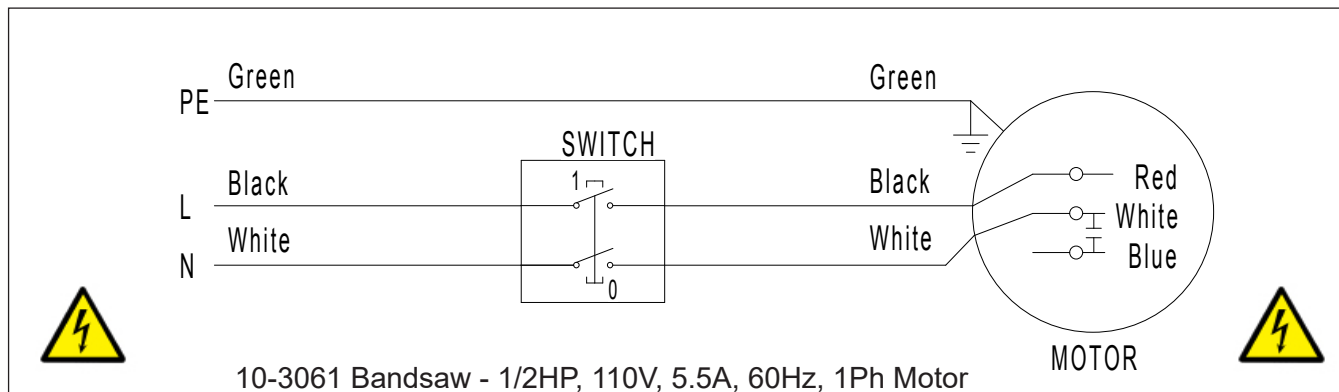 Green
Green
PE
SWITCH
1
Black
Black
Red
L
White
White
White
Blue
N
0
MOTOR
10-3061 Bandsaw - 1/2HP, 110V, 5.5A, 60Hz, 1Ph Motor